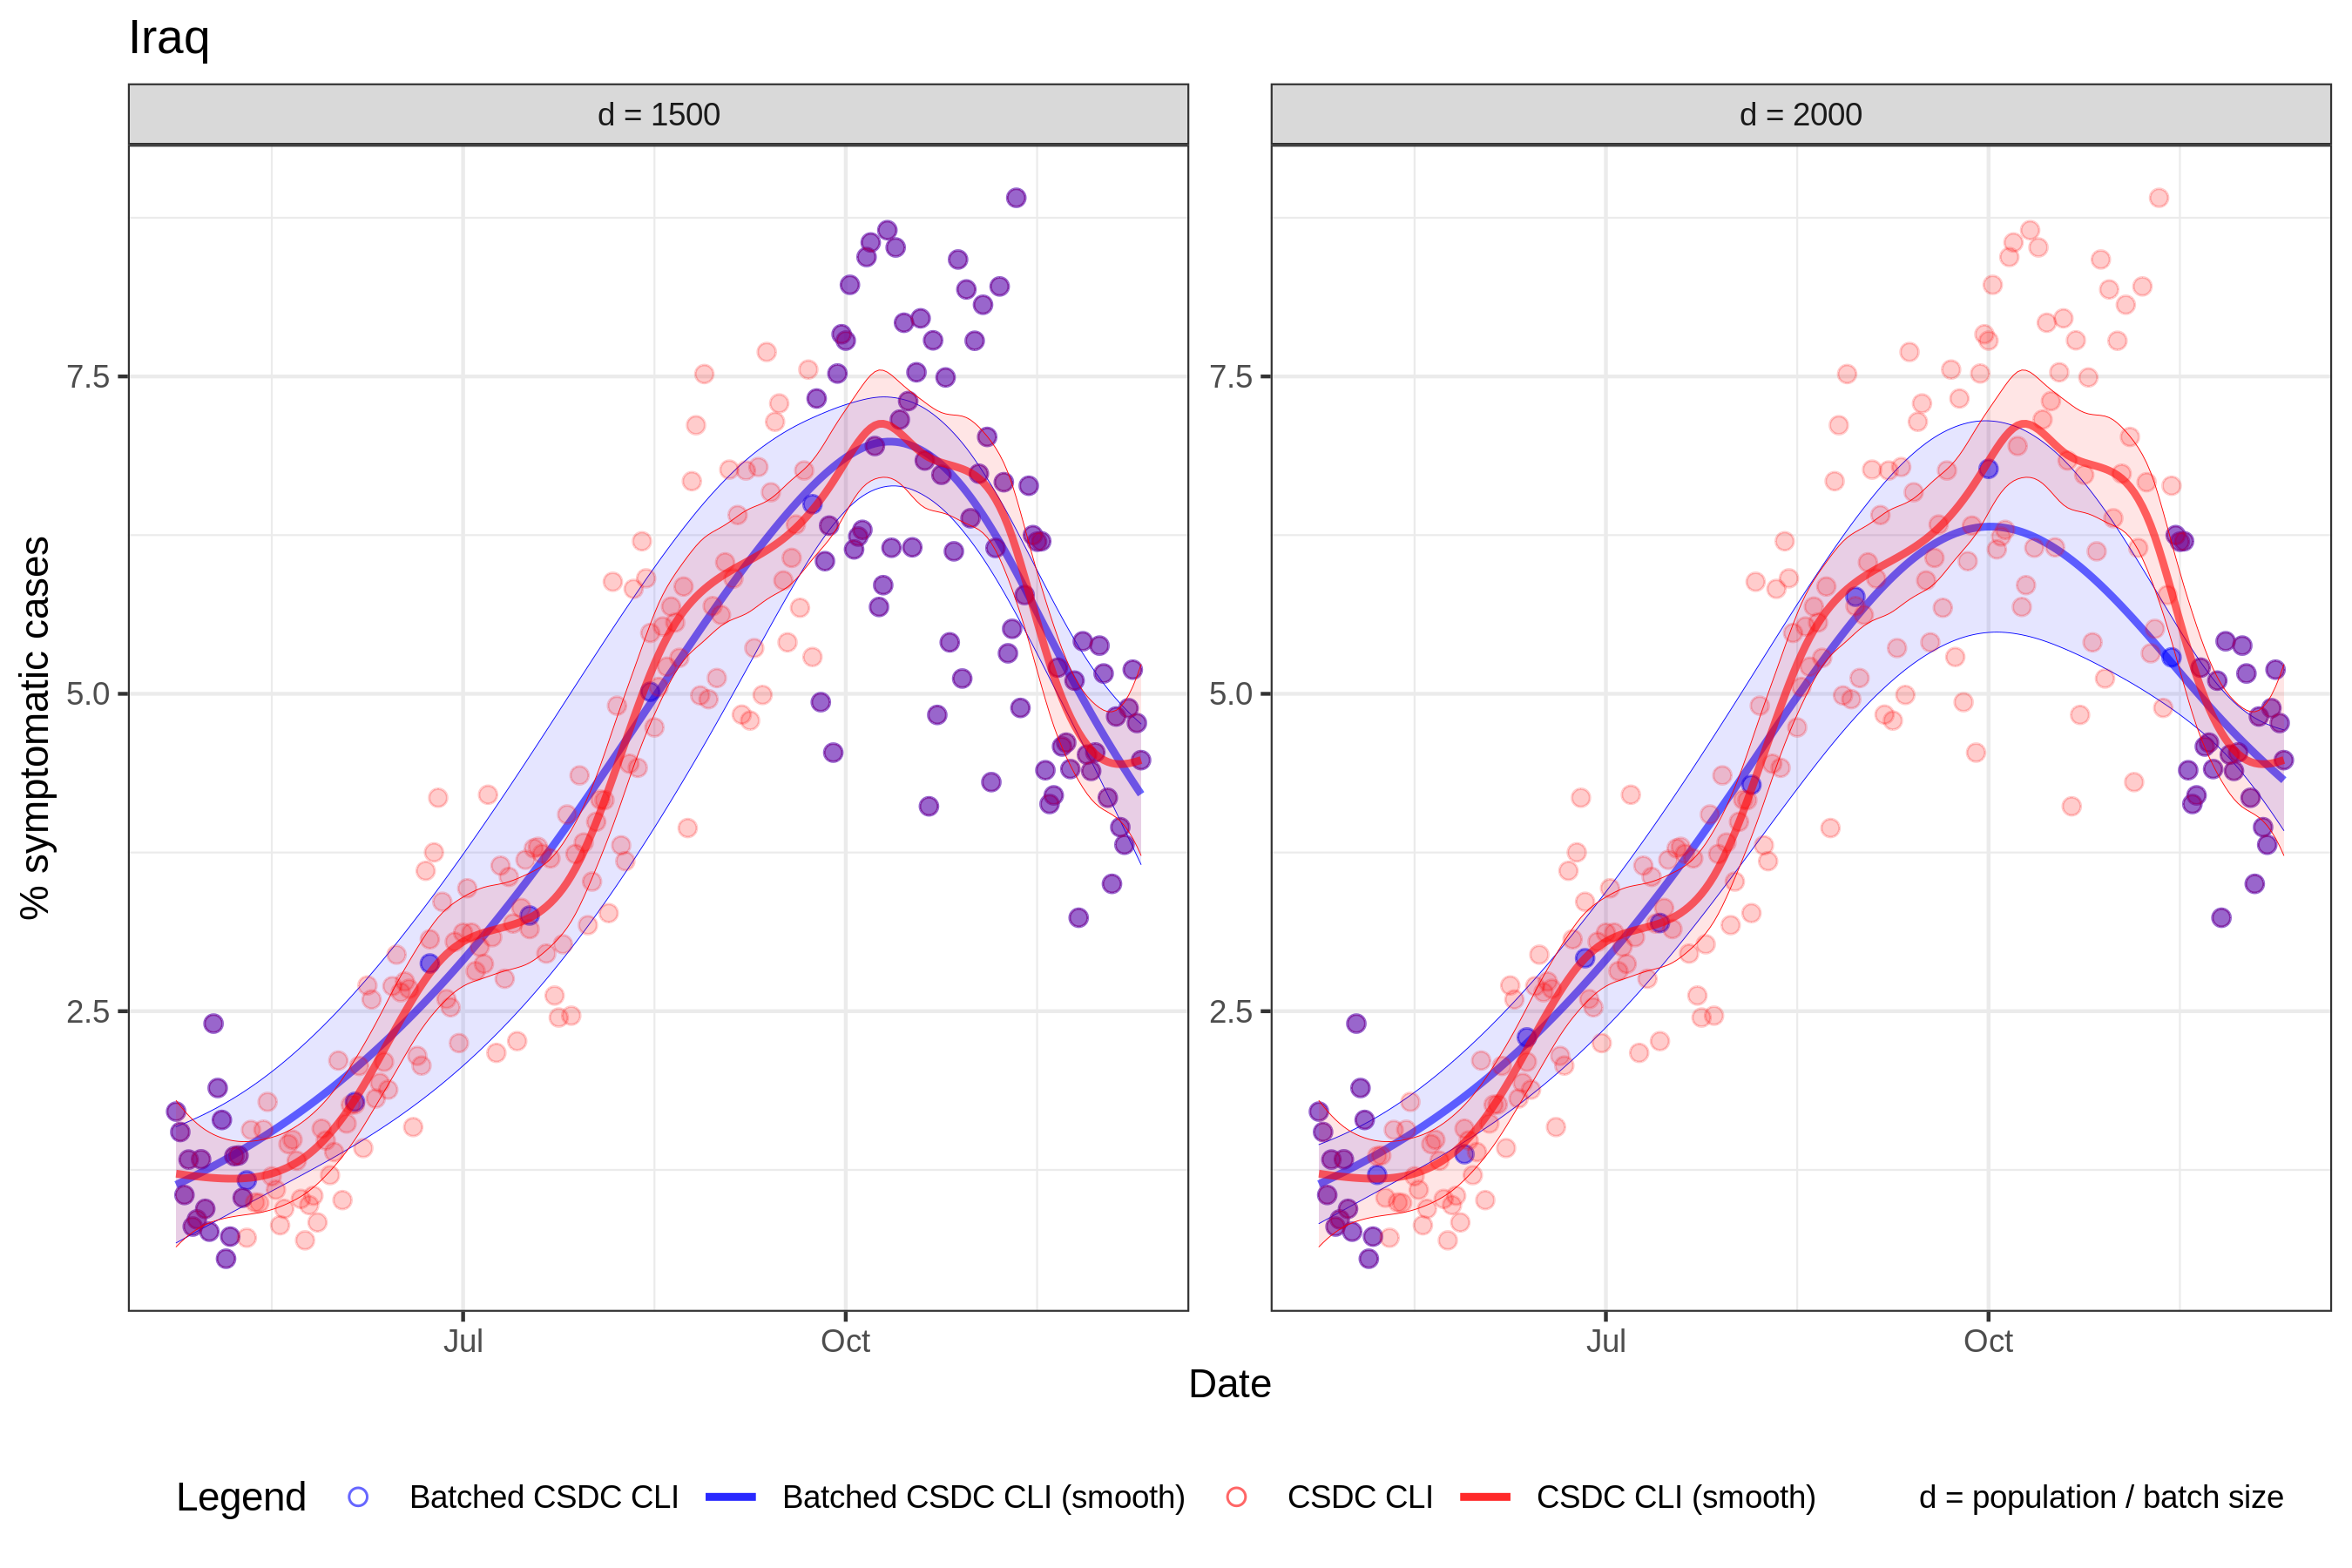 Iraq
d = 1500
d = 2000
% symptomatic cases
7.5
5.0
2.5
7.5
5.0
2.5
Jul
Oct
Jul
Oct
Date
Legend Batched CSDC CLI Batched CSDC CLI (smooth) CSDC CLI CSDC CLI (smooth) d = population / batch size